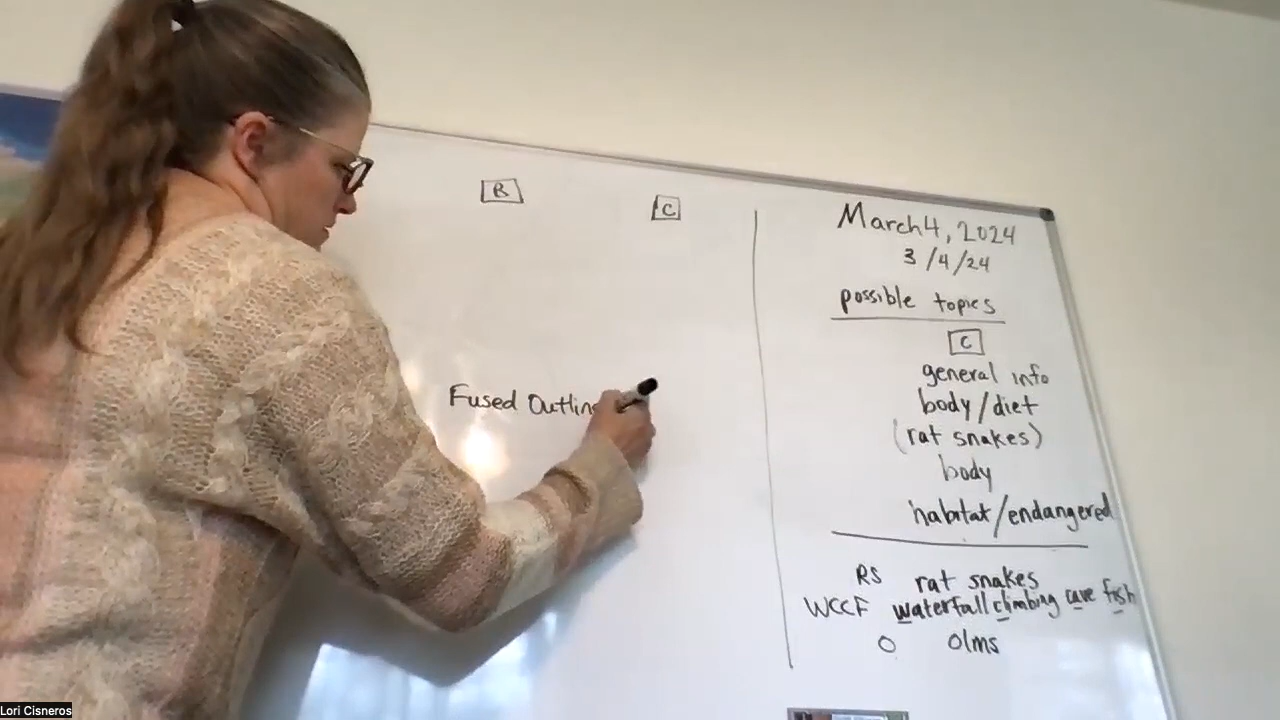 R
C
Fused Outlin
March 4, 2024
3/4/24
possible topics
C
general info
body/diet
(rat snakes)
body
habitat/endangered
RS rat snakes
WCCF waterfall climbing cave fish
O Olms
Lori Cisneros